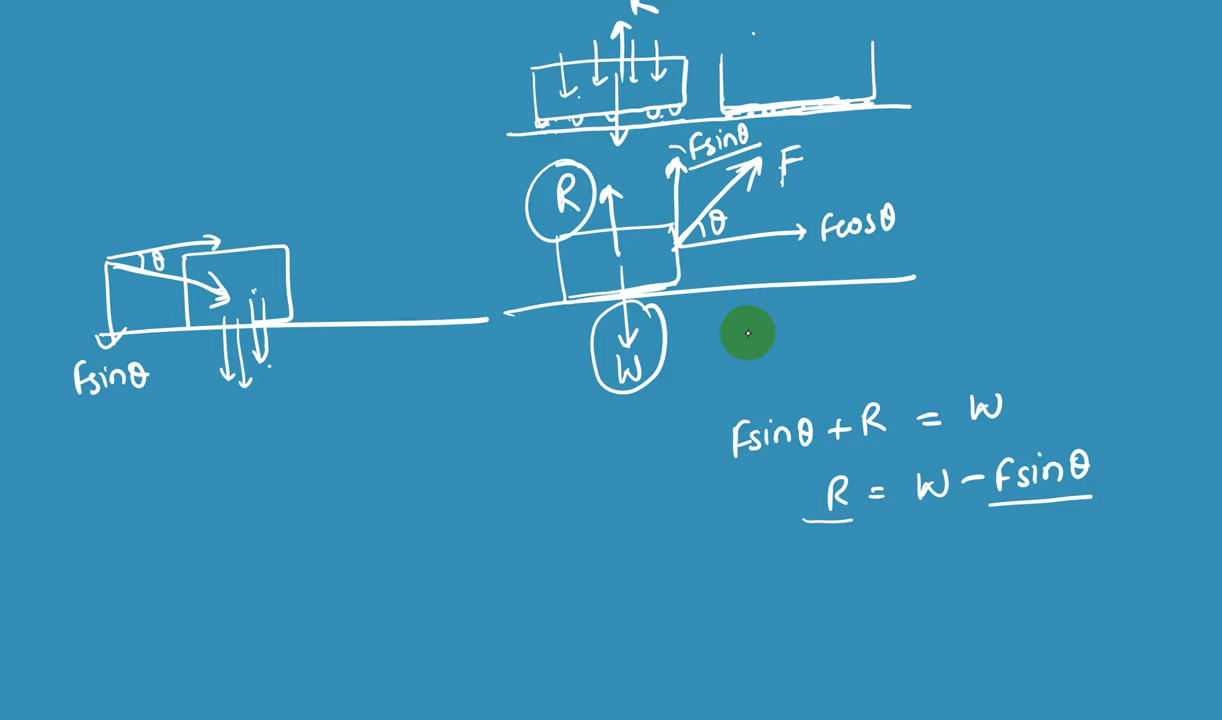 R
Fsinθ
F
R
θ
Fcosθ
θ
W
Fsinθ
Fsinθ + R = W
R = W - Fsinθ